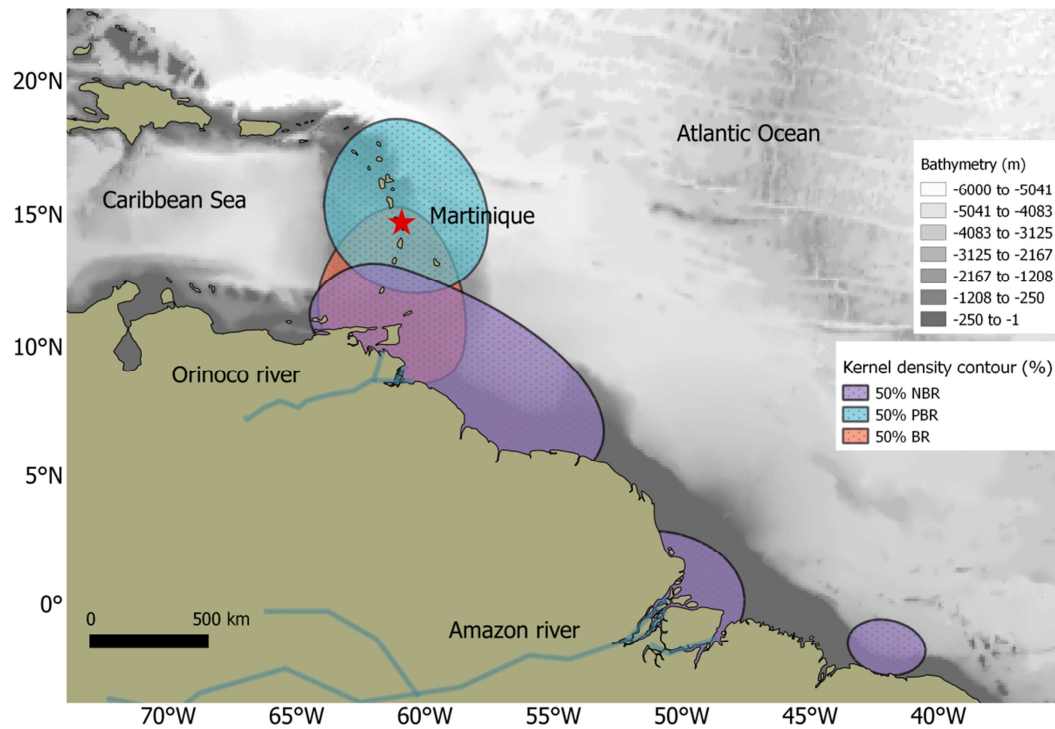 20°N
15°N
10°N
5°N
0°
Atlantic Ocean
Caribbean Sea
Martinique
Orinoco river
Amazon river
0 500 km
Bathymetry (m)
-6000 to -5041
-5041 to -4083
-4083 to -3125
-3125 to -2167
-2167 to -1208
-1208 to -250
-250 to -1
Kernel density contour (%)
50% NBR
50% PBR
50% BR
70°W 65°W 60°W 55°W 50°W 45°W 40°W